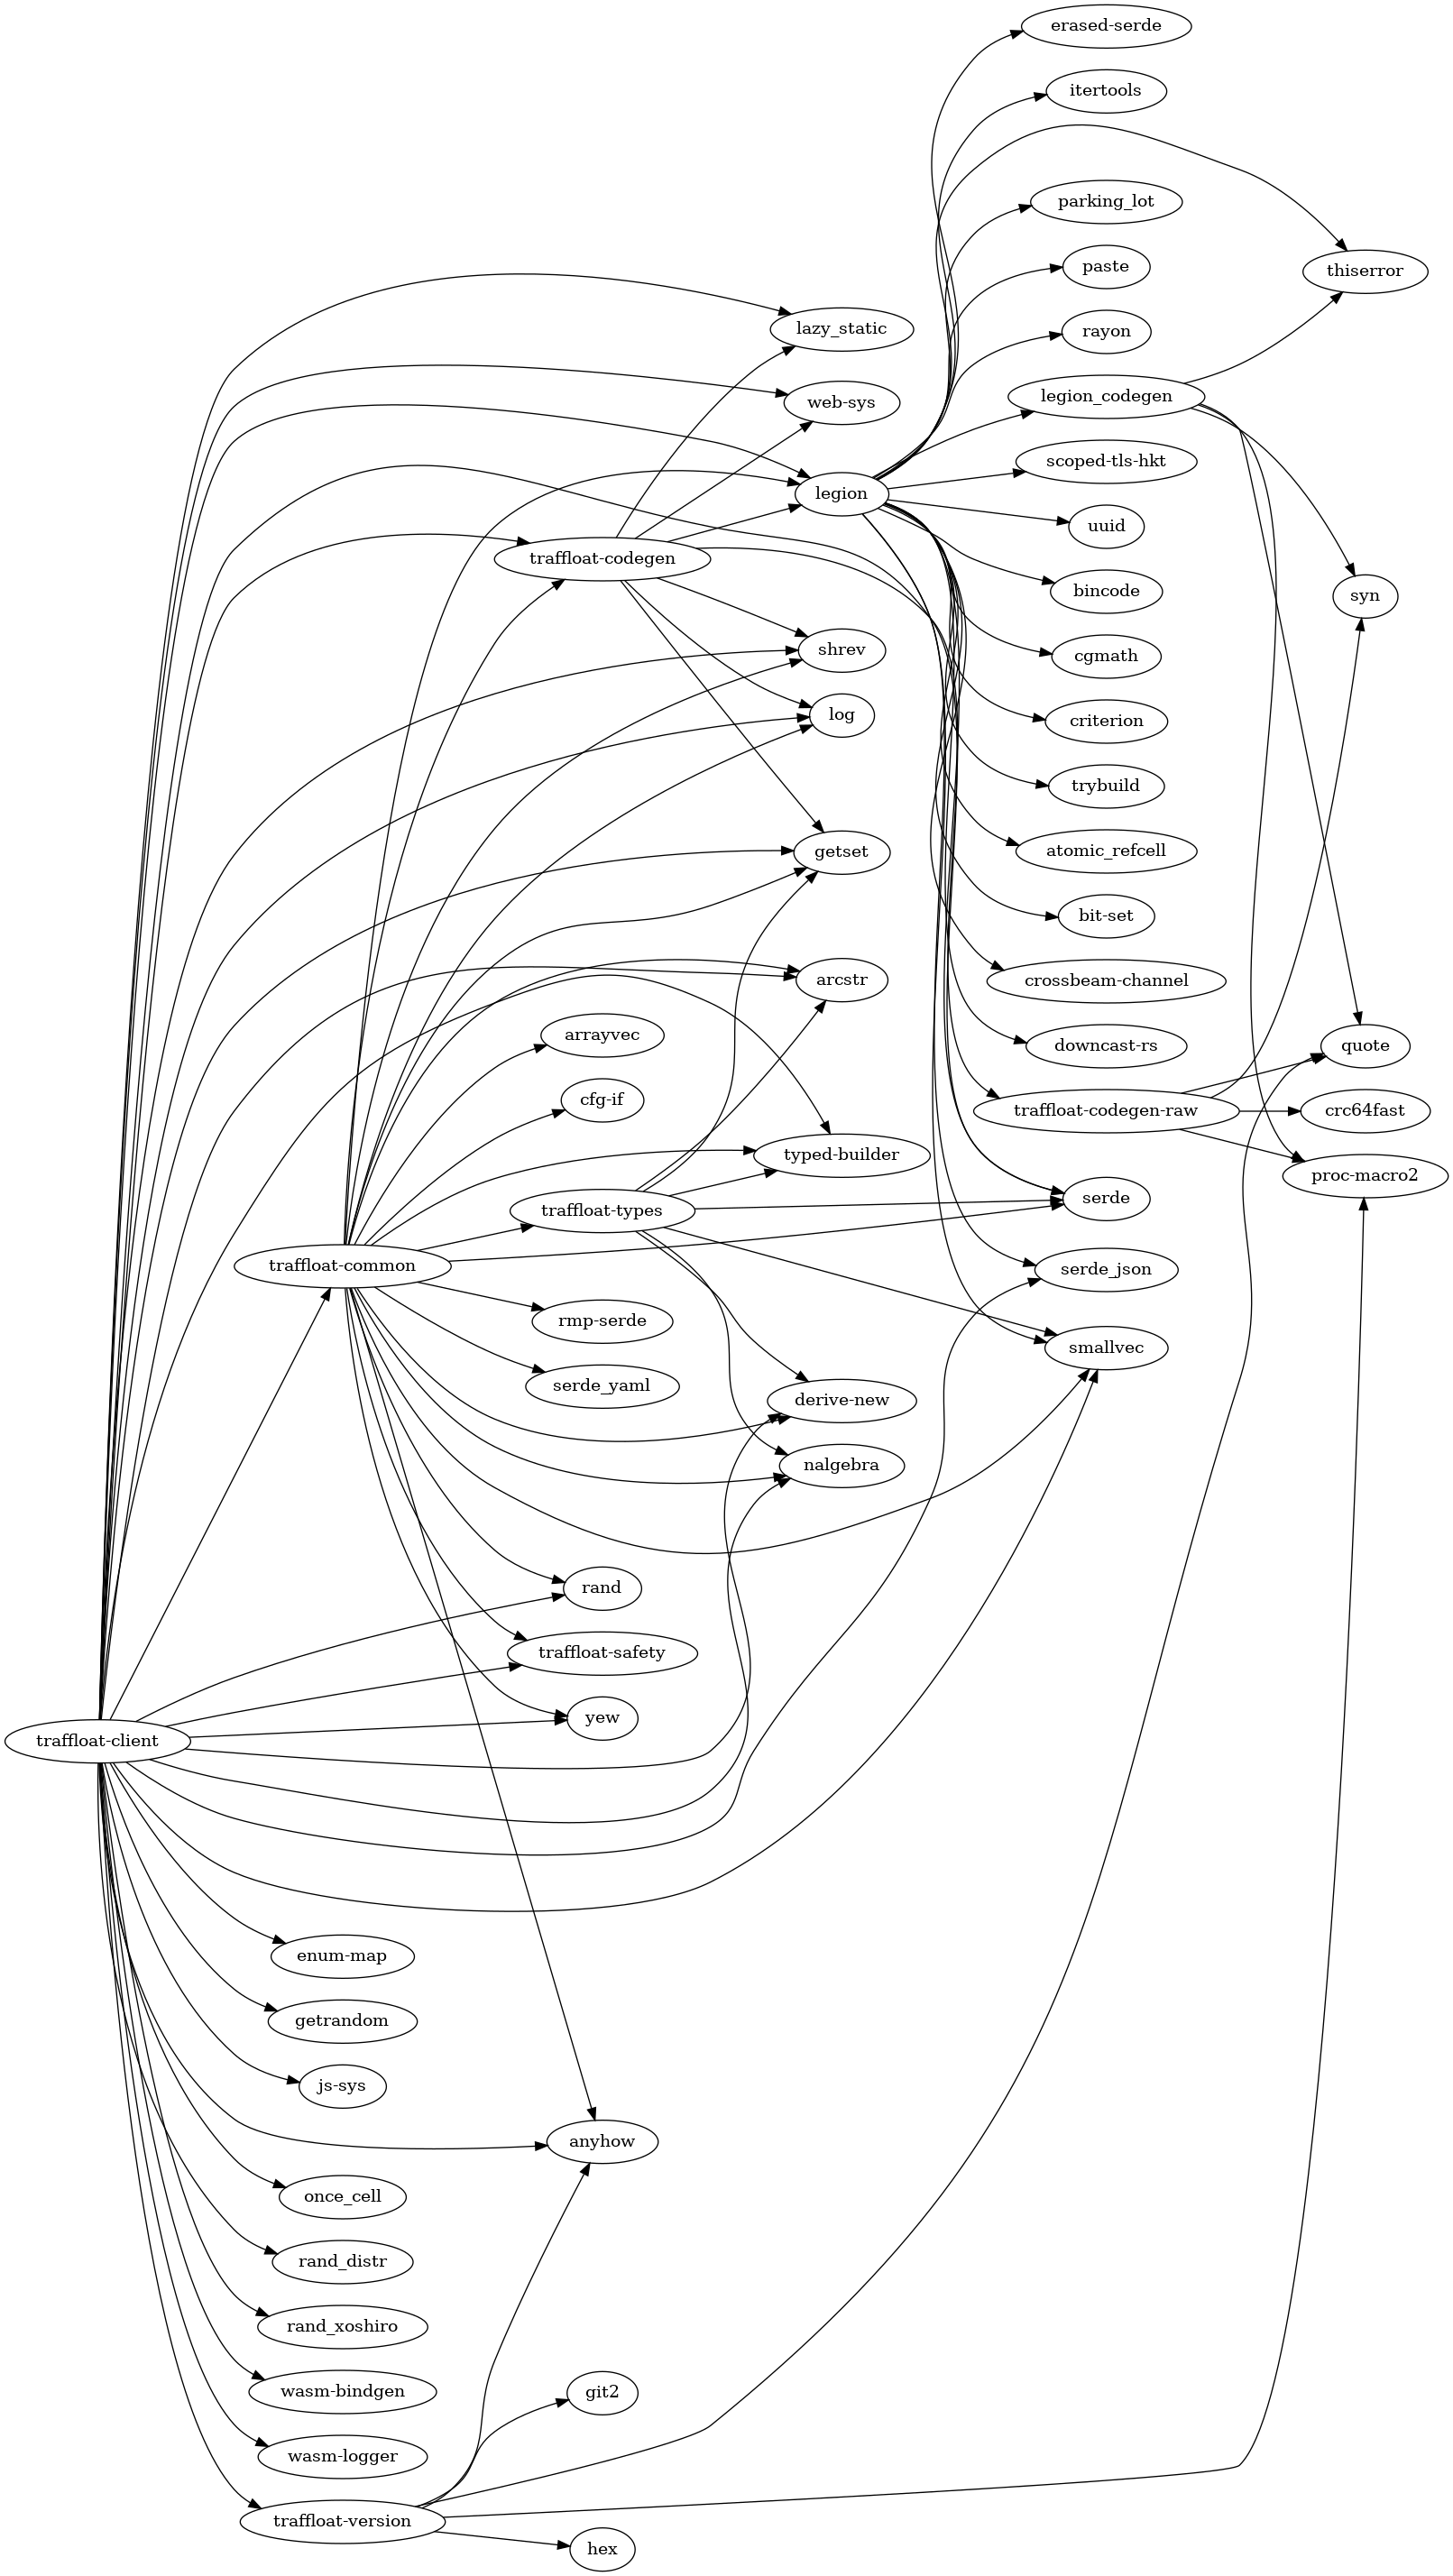 erased-serde
itertools
parking_lot
paste
thiserror
lazy_static
rayon
web-sys
legion_codegen
scoped-tls-hkt
legion
uuid
traffloat-codegen
bincode
syn
shrev
cgmath
log
criterion
trybuild
getset
atomic_refcell
bit-set
arcstr
crossbeam-channel
arrayvec
downcast-rs
quote
cfg-if
traffloat-codegen-raw
crc64fast
typed-builder
proc-macro2
traffloat-types
serde
traffloat-common
serde_json
rmp-serde
smallvec
serde_yaml
derive-new
nalgebra
rand
traffloat-safety
yew
traffloat-client
enum-map
getrandom
js-sys
anyhow
once_cell
rand_distr
rand_xoshiro
wasm-bindgen
git2
wasm-logger
traffloat-version
hex